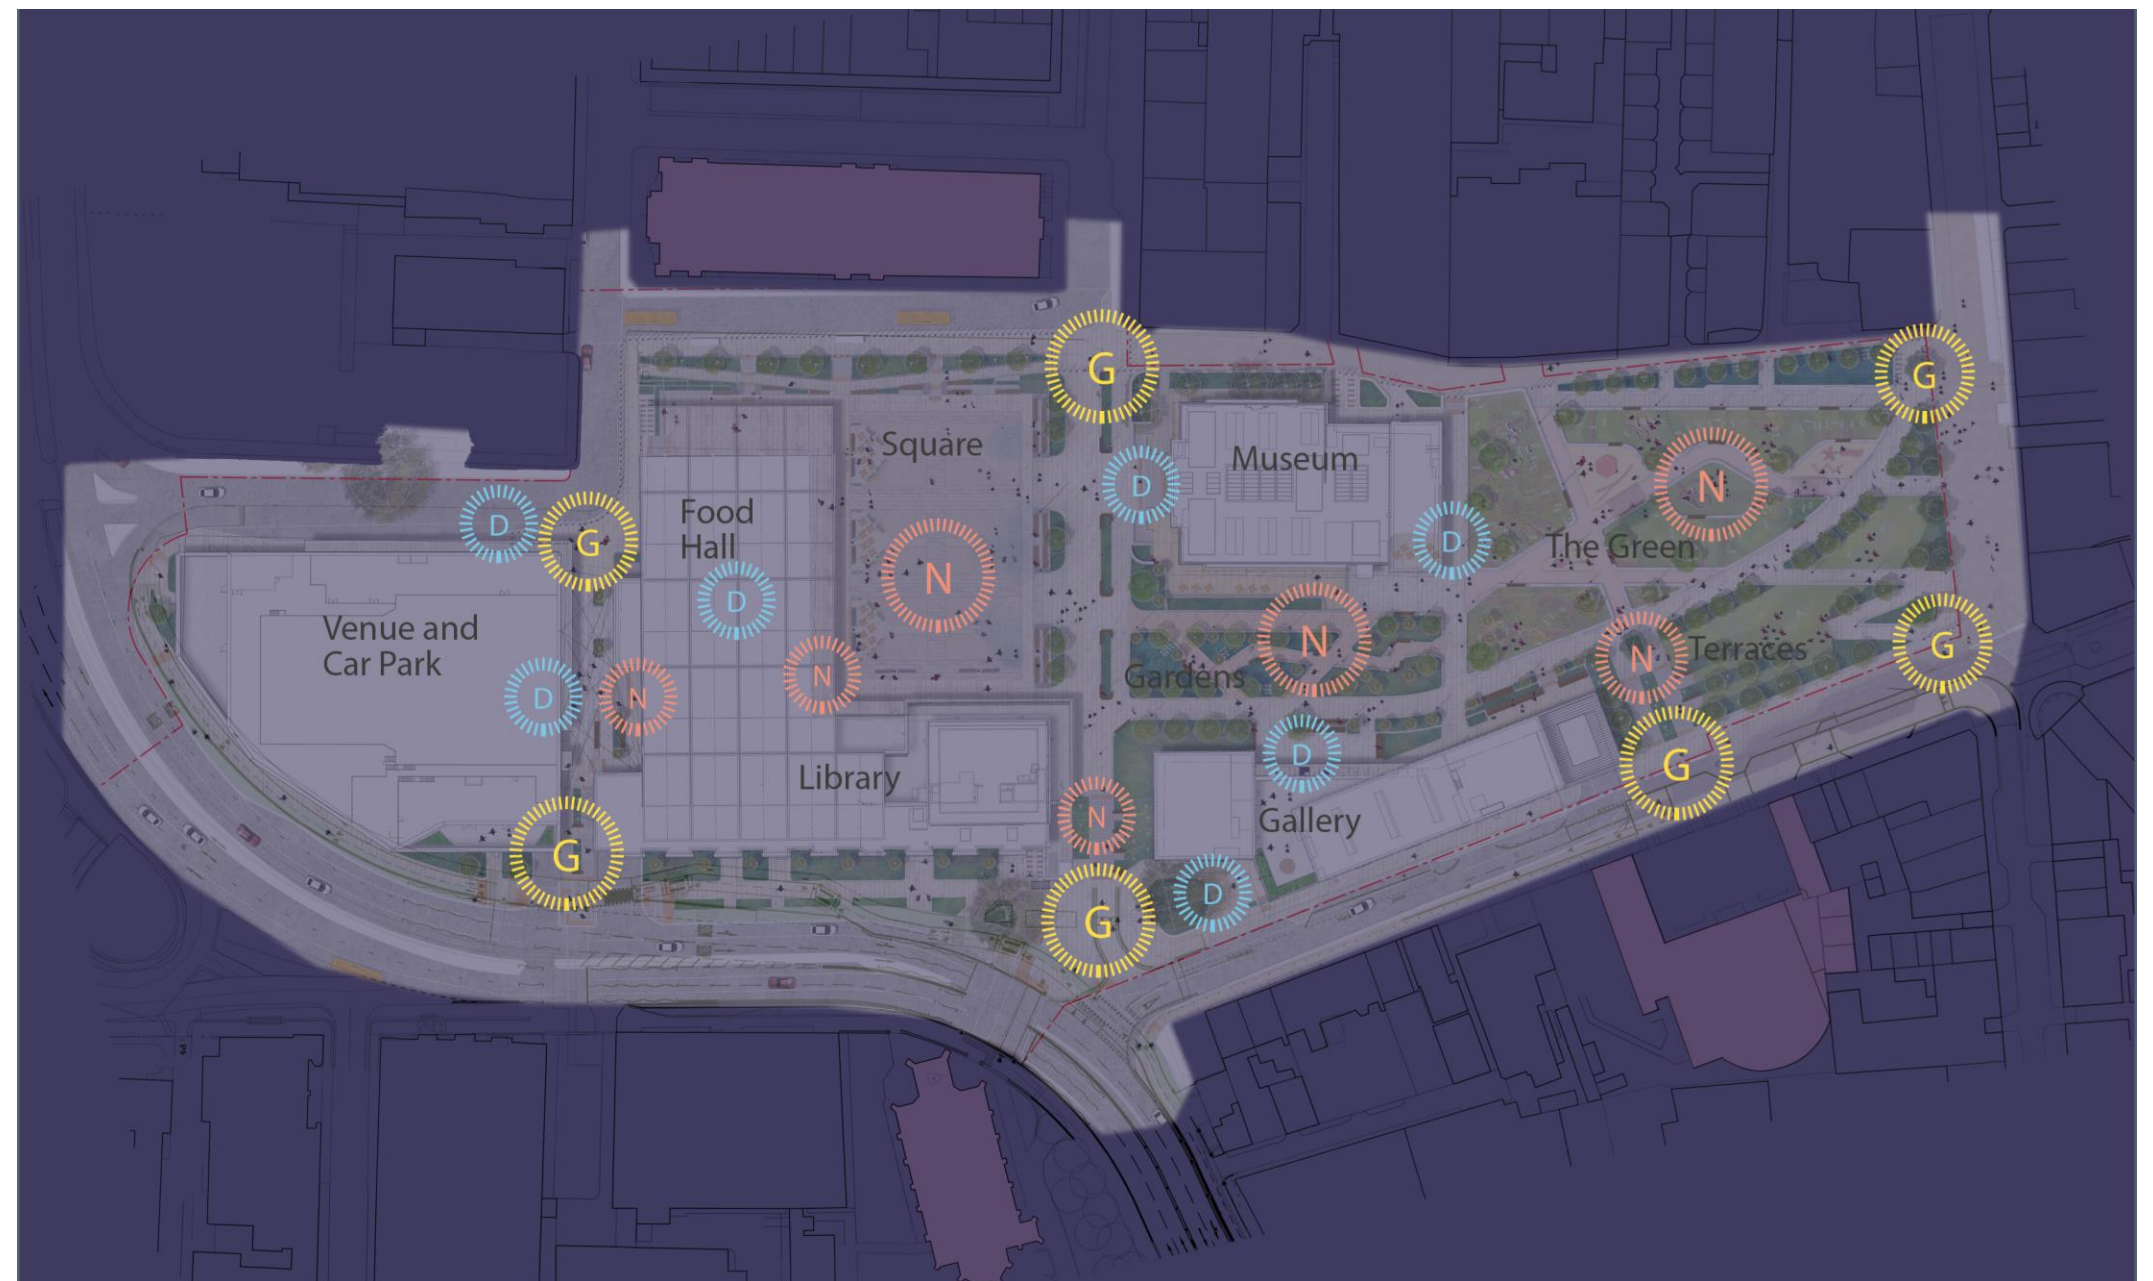 G
G
Square
Museum
D
N
Food
Hall
D
G
D
The Green
N
D
Venue and
Car Park
N
Gardens
N
Terraces
G
D
N
N
Library
D
G
N
Gallery
G
G
D